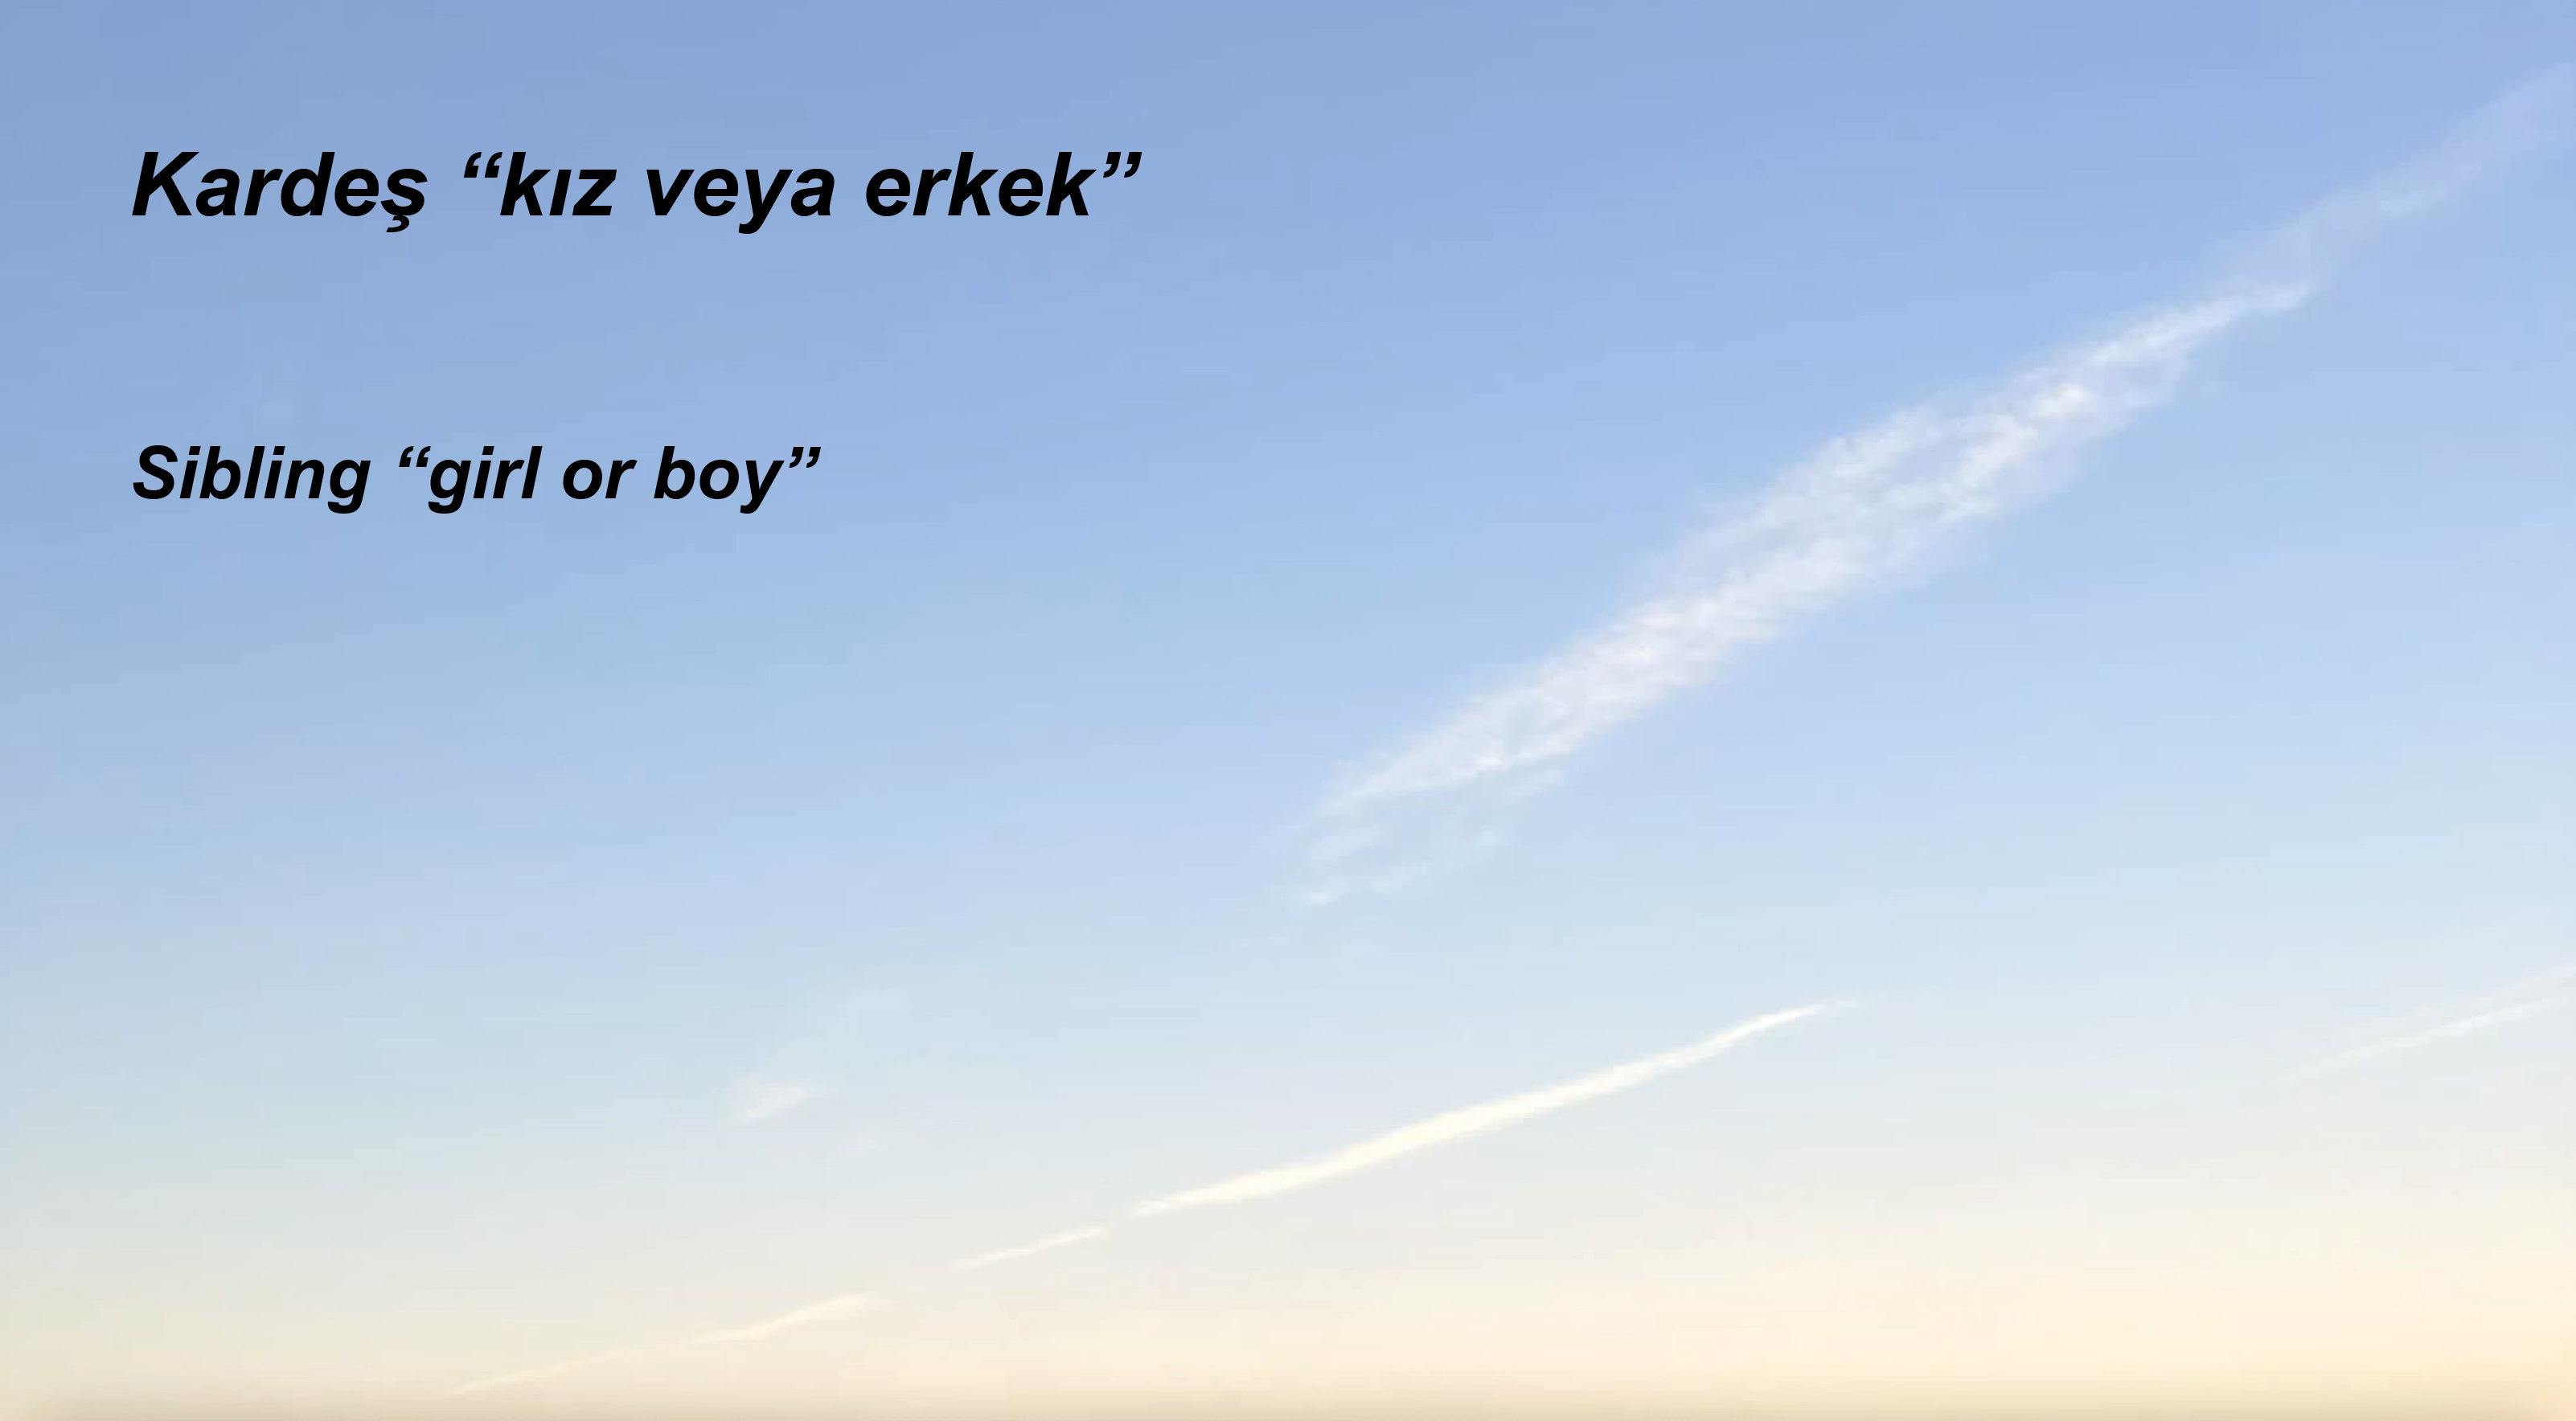 Kardeş “kız veya erkek”
Sibling “girl or boy”